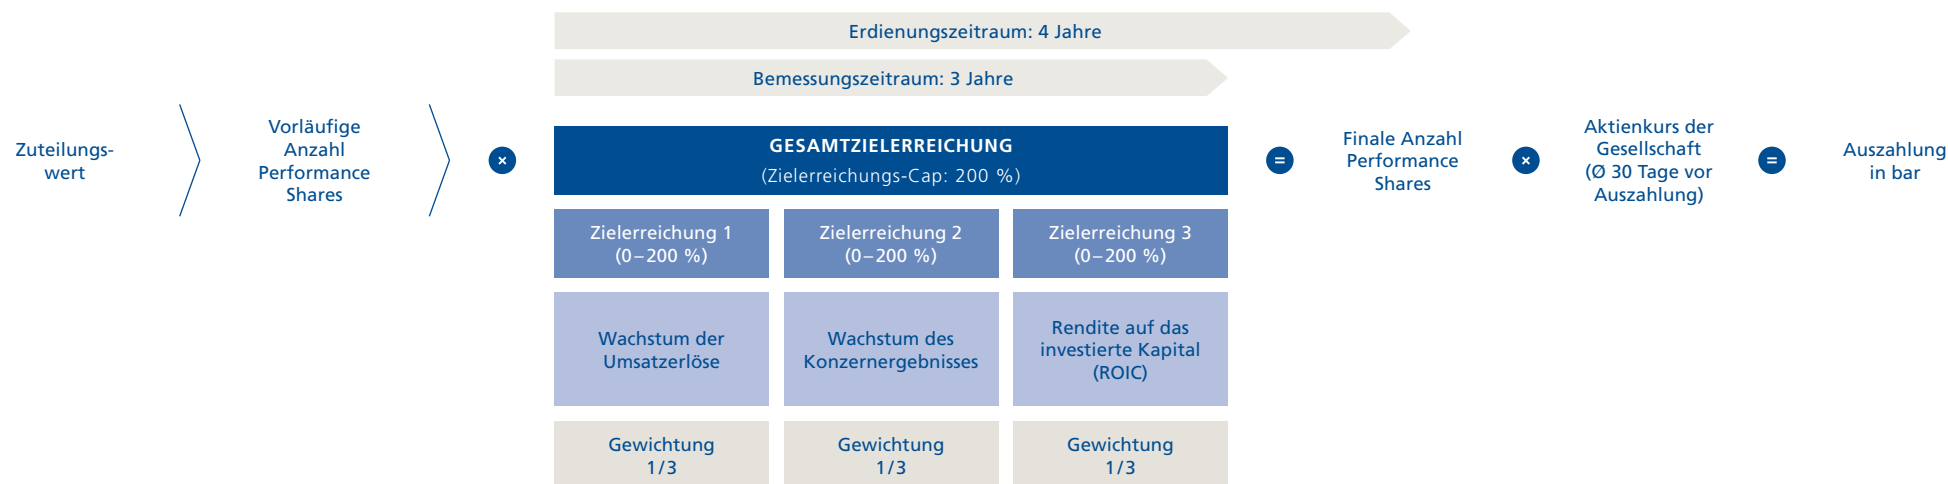 Erdienungszeitraum: 4 Jahre
Bemessungszeitraum: 3 Jahre
Zuteilungs-
wert
Vorläufige
Anzahl
Performance
Shares
×
GESAMTZIELERREICHUNG
(Zielerreichungs-Cap: 200 %)
=
Finale Anzahl
Performance
Shares
×
Aktienkurs der
Gesellschaft
(Ø 30 Tage vor
Auszahlung)
=
Auszahlung
in bar
Zielerreichung 1
(0–200 %)
Zielerreichung 2
(0–200 %)
Zielerreichung 3
(0–200 %)
Wachstum der
Umsatzerlöse
Wachstum des
Konzernergebnisses
Rendite auf das
investierte Kapital
(ROIC)
Gewichtung
1/3
Gewichtung
1/3
Gewichtung
1/3